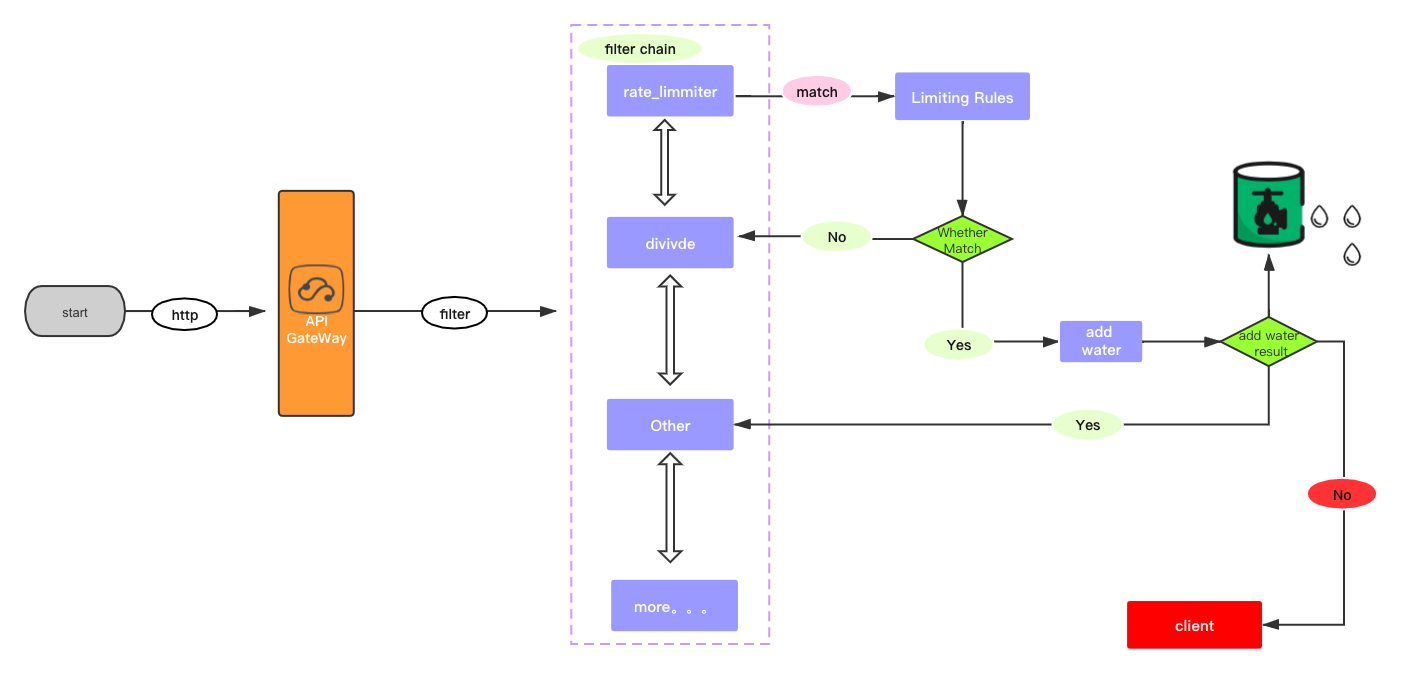 filter chain
rate_limmiter
match
Limiting Rules
divivde
No
Whether
Match
start
http
API
GateWay
filter
Yes
add
water
add water
result
Other
Yes
No
more。。。
client